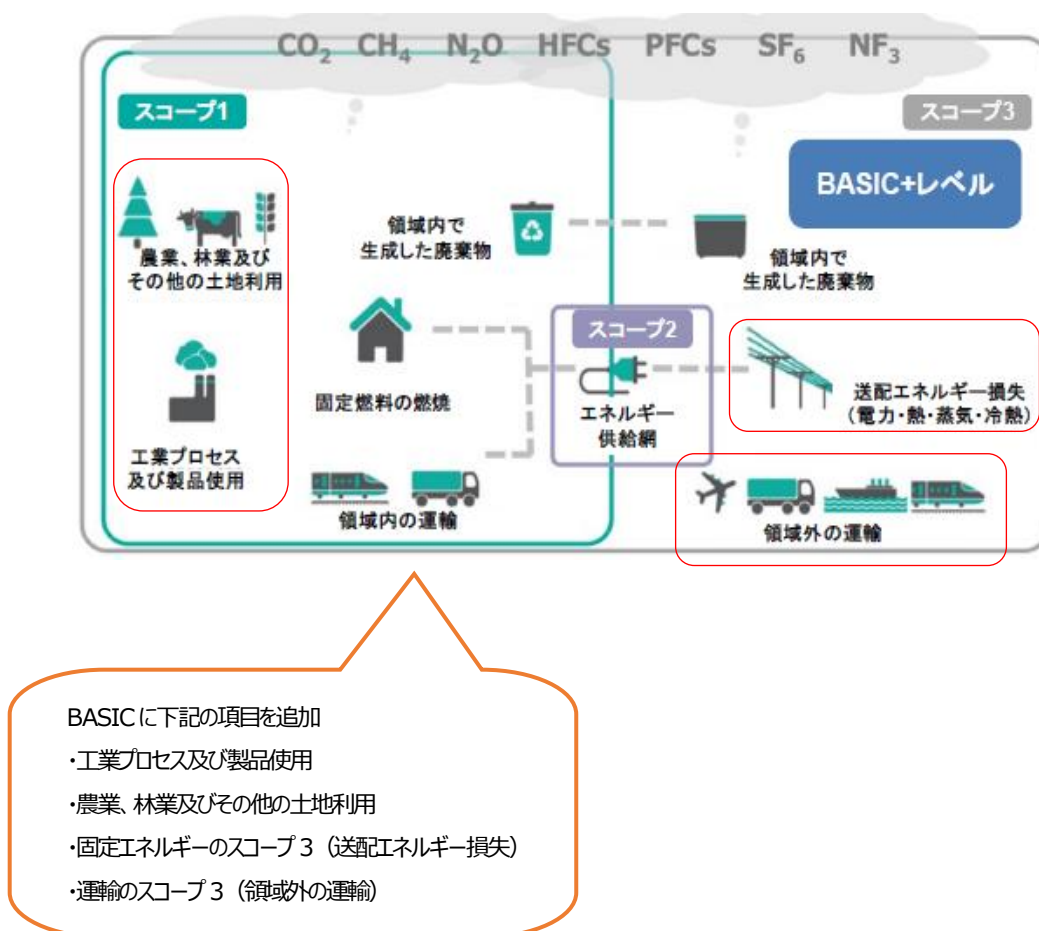 CO₂ CH₄ N₂O HFCs PFCs SF₆ NF₃
スコープ1
スコープ3
BASIC+レベル
農業、林業及び
その他の土地利用
領域内で
生成した廃棄物
領域内で
生成した廃棄物
スコープ2
固定燃料の燃焼
エネルギー
供給網
送配エネルギー損失
(電力・熱・蒸気・冷熱)
工業プロセス
及び製品使用
領域内の運輸
領域外の運輸
BASICに下記の項目を追加
・工業プロセス及び製品使用
・農業、林業及びその他の土地利用
・固定エネルギーのスコープ3(送配エネルギー損失)
・運輸のスコープ3(領域外の運輸)